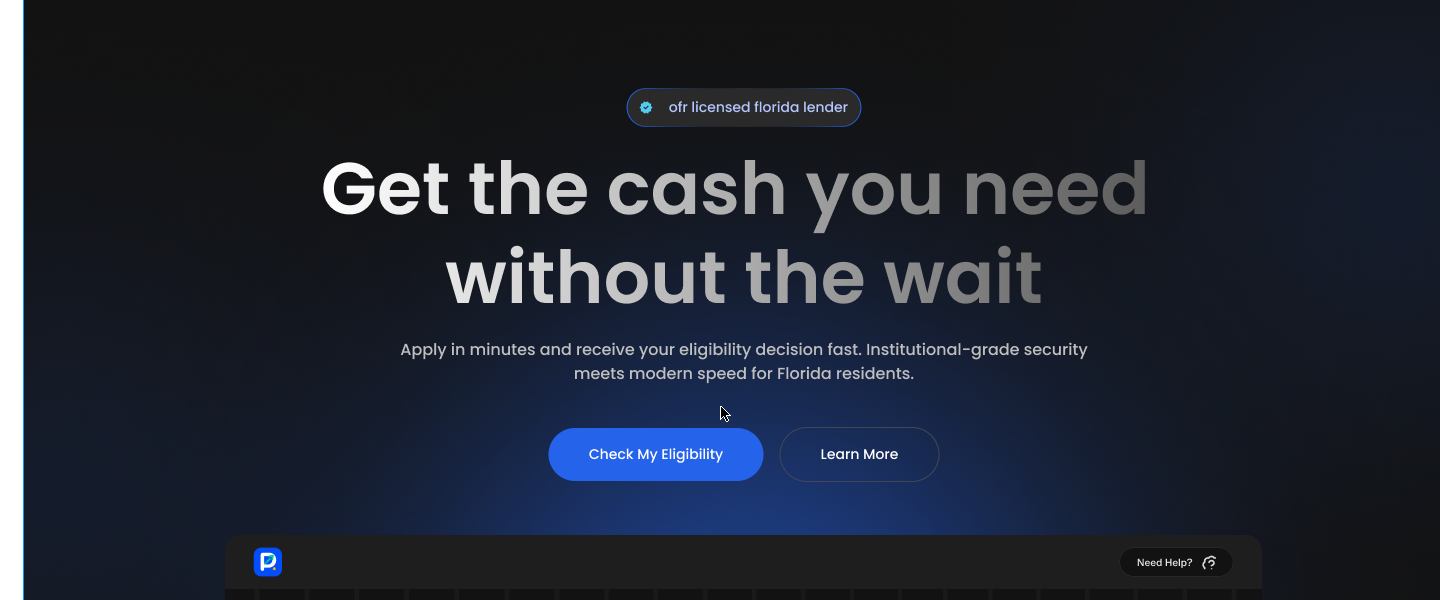 ofr licensed florida lender
Get the cash you need
without the wait
Apply in minutes and receive your eligibility decision fast. Institutional-grade security
meets modern speed for Florida residents.
Check My Eligibility
Learn More
P
Need Help?